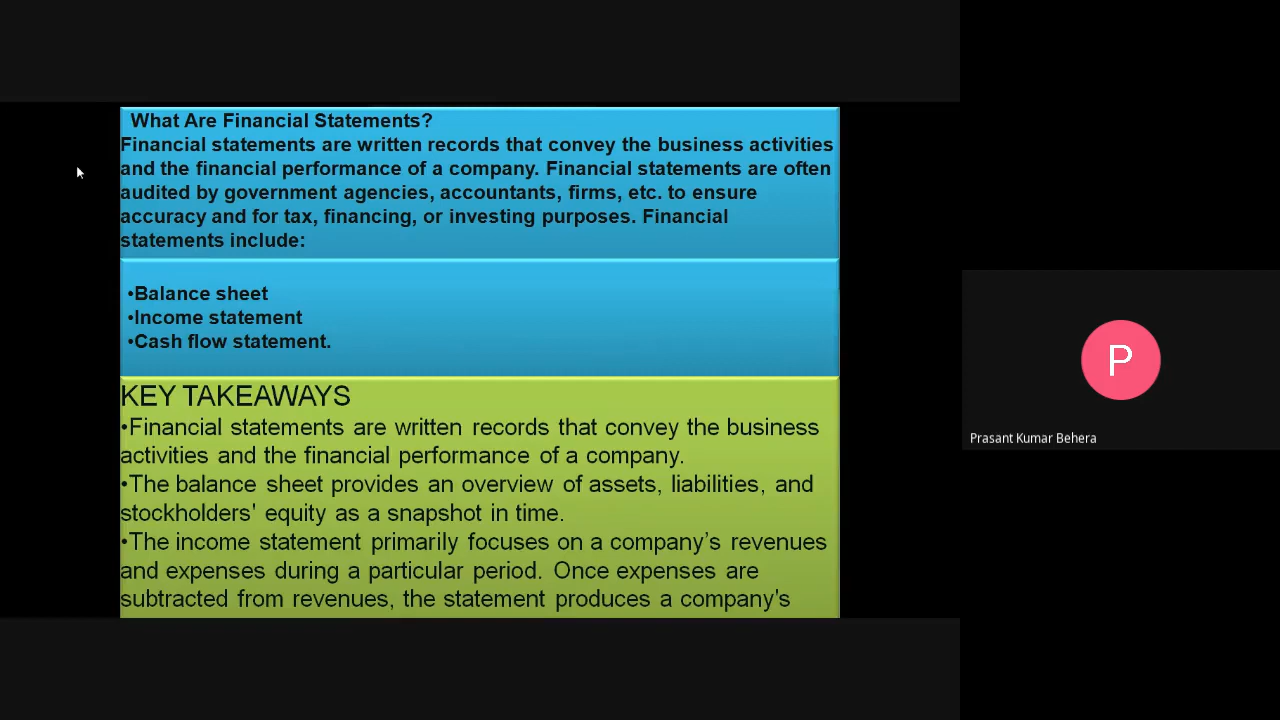 What Are Financial Statements?
Financial statements are written records that convey the business activities
and the financial performance of a company. Financial statements are often
audited by government agencies, accountants, firms, etc. to ensure
accuracy and for tax, financing, or investing purposes. Financial
statements include:
•Balance sheet
•Income statement
•Cash flow statement.
KEY TAKEAWAYS
•Financial statements are written records that convey the business
activities and the financial performance of a company.
•The balance sheet provides an overview of assets, liabilities, and
stockholders' equity as a snapshot in time.
•The income statement primarily focuses on a company’s revenues
and expenses during a particular period. Once expenses are
subtracted from revenues, the statement produces a company's
P
Prasant Kumar Behera